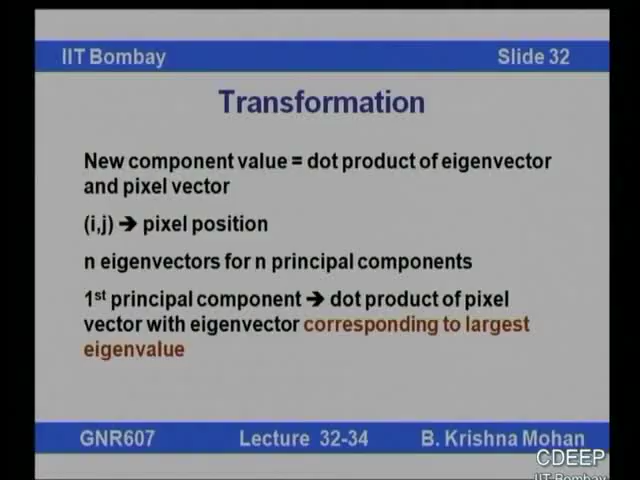 IIT Bombay Slide 32
Transformation
New component value = dot product of eigenvector
and pixel vector
(i,j) ➔ pixel position
n eigenvectors for n principal components
1st principal component ➔ dot product of pixel
vector with eigenvector corresponding to largest
eigenvalue
GNR607 Lecture 32-34 B. Krishna Mohan
CDEEP
IIT Bombay